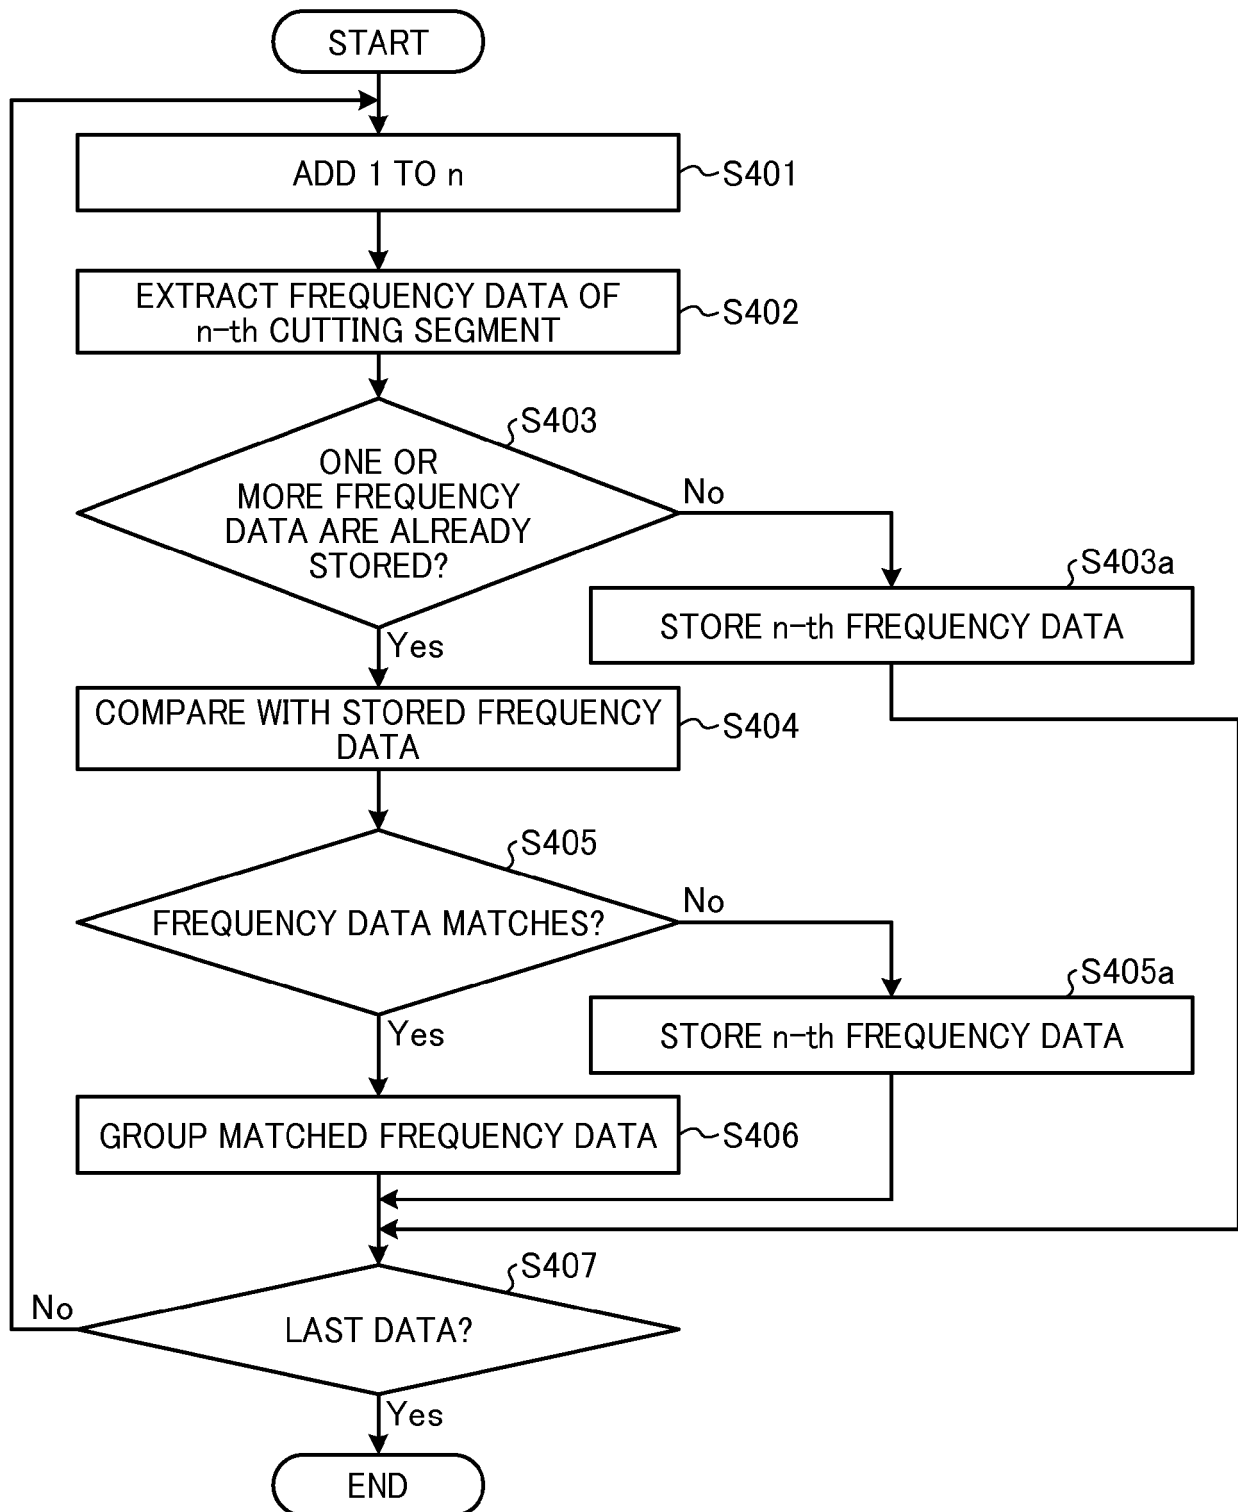 START
ADD 1 TO n
S401
EXTRACT FREQUENCY DATA OF
n-th CUTTING SEGMENT
S402
S403
ONE OR
MORE FREQUENCY
DATA ARE ALREADY
STORED?
No
Yes
S403a
STORE n-th FREQUENCY DATA
COMPARE WITH STORED FREQUENCY
DATA
S404
S405
FREQUENCY DATA MATCHES?
No
Yes
S405a
STORE n-th FREQUENCY DATA
GROUP MATCHED FREQUENCY DATA
S406
S407
LAST DATA?
No
Yes
END